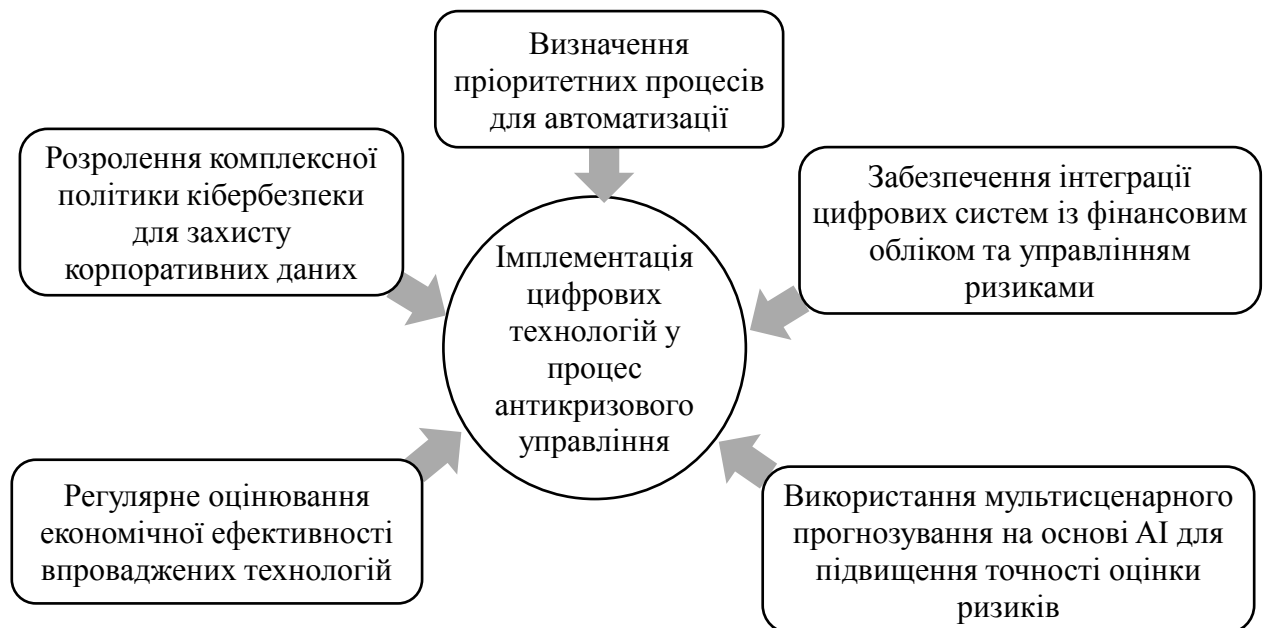 Визначення
пріоритетних процесів
для автоматизації
Розролення комплексної
політики кібербезпеки
для захисту
корпоративних даних
Забезпечення інтеграції
цифрових систем із фінансовим
обліком та управлінням
ризиками
Імплементація
цифрових
технологій у
процес
антикризового
управління
Регулярне оцінювання
економічної ефективності
впроваджених технологій
Використання мультисценарного
прогнозування на основі AI для
підвищення точності оцінки
ризиків